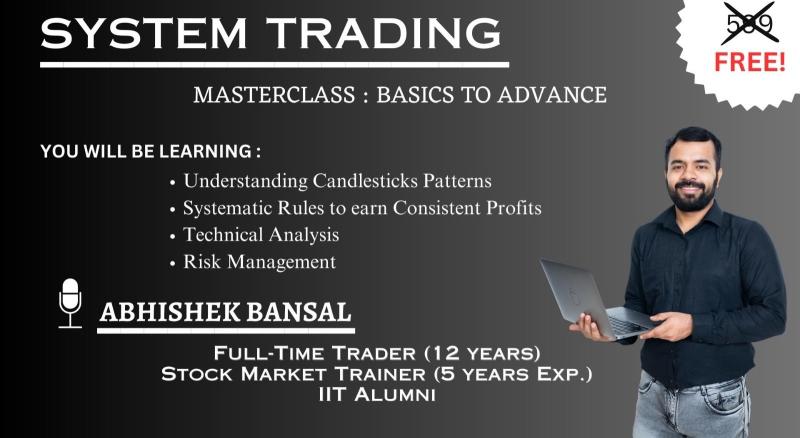 SYSTEM TRADING
599
FREE!
MASTERCLASS : BASICS TO ADVANCE
YOU WILL BE LEARNING :
• Understanding Candlesticks Patterns
• Systematic Rules to earn Consistent Profits
• Technical Analysis
• Risk Management
ABHISHEK BANSAL
FULL-TIME TRADER (12 YEARS)
STOCK MARKET TRAINER (5 YEARS EXP.)
IIT ALUMNI